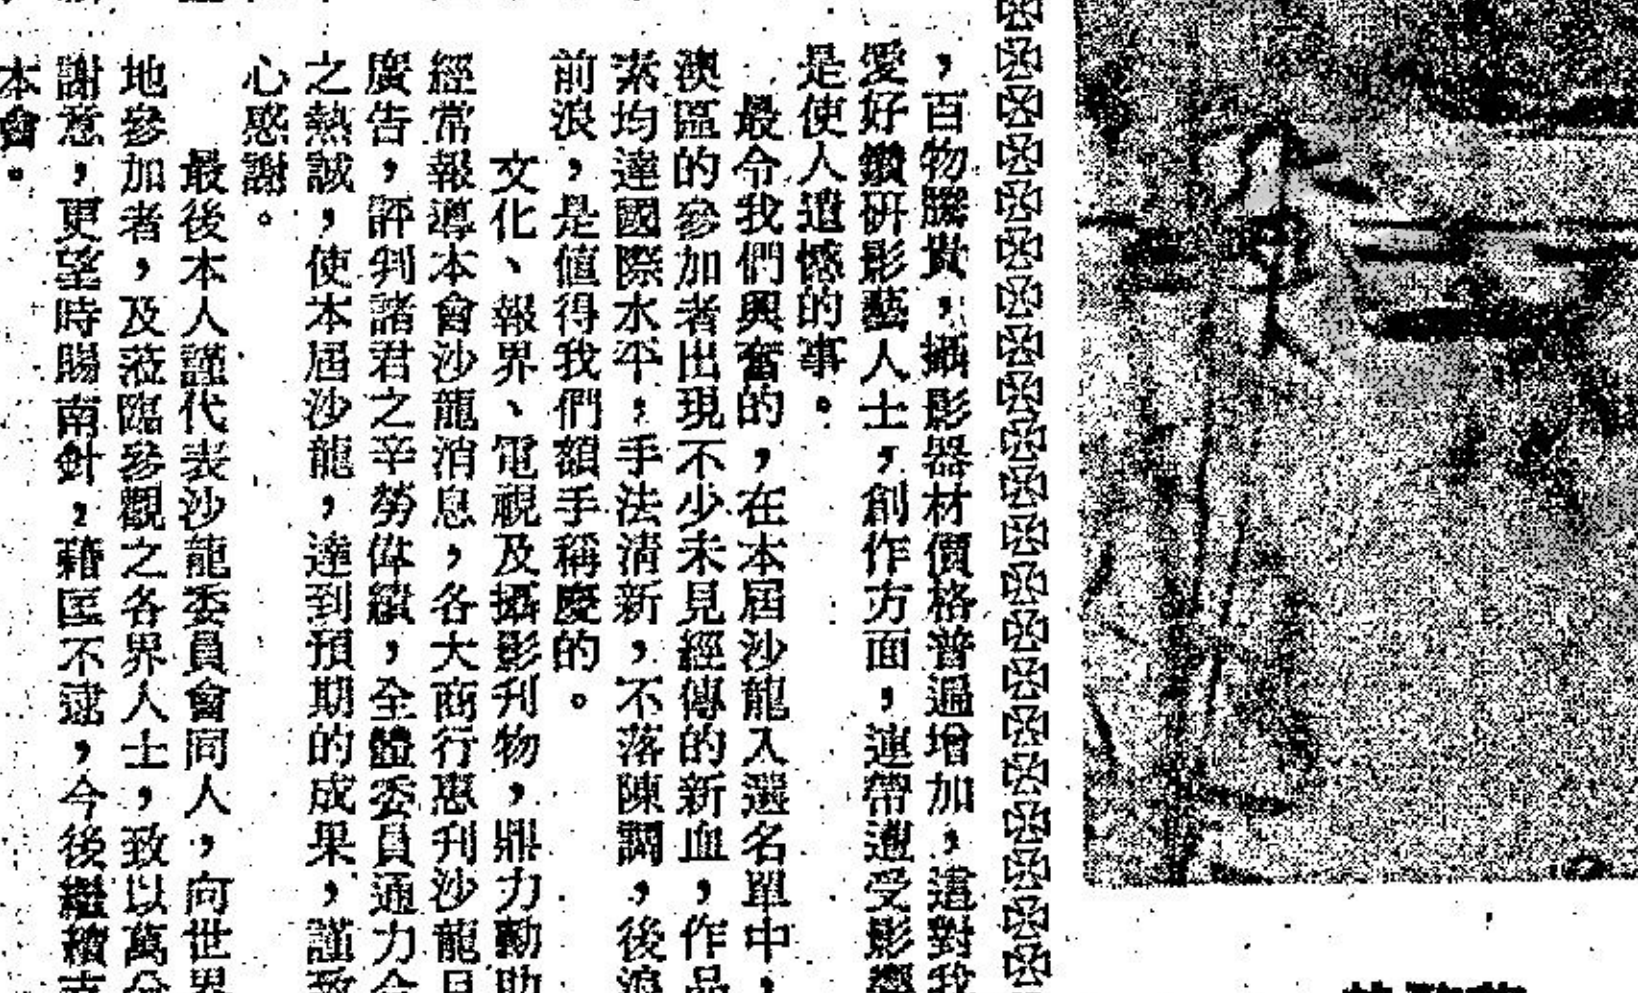 ，百物騰貴，攝影器材價格普遍增加，這對我
愛好鑽研影藝人士，創作方面，連帶遭受影響
是使人遺憾的事。
最令我們興奮的，在本屆沙龍入選名單中，
澳區的參加者出現不少未見經傳的新血，作品
素均達國際水平；手法清新，不落陳調，後浪
前浪，是值得我們額手稱慶的。
文化、報界、電視及攝影刊物，鼎力勷助
經常報導本會沙龍消息，各大商行惠刊沙龍
廣告，評判諸君之辛勞偉績，全體委員通力合
之熱誠，使本屆沙龍，達到預期的成果，謹致
心感謝。
最後本人謹代表沙龍委員會同人，向世界
地參加者，及蒞臨參觀之各界人士，致以萬分
謝意，更望時賜南針，藉匡不逮，今後繼續支
本會。